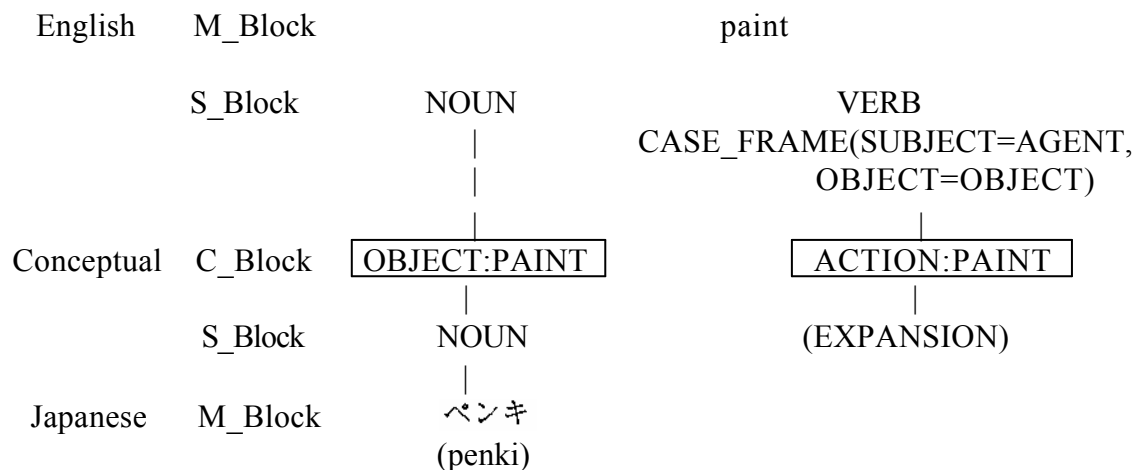 English M_Block paint
S_Block NOUN VERB
CASE_FRAME(SUBJECT=AGENT,
OBJECT=OBJECT)
Conceptual C_Block OBJECT:PAINT ACTION:PAINT
S_Block NOUN (EXPANSION)
Japanese M_Block ペンキ
(penki)